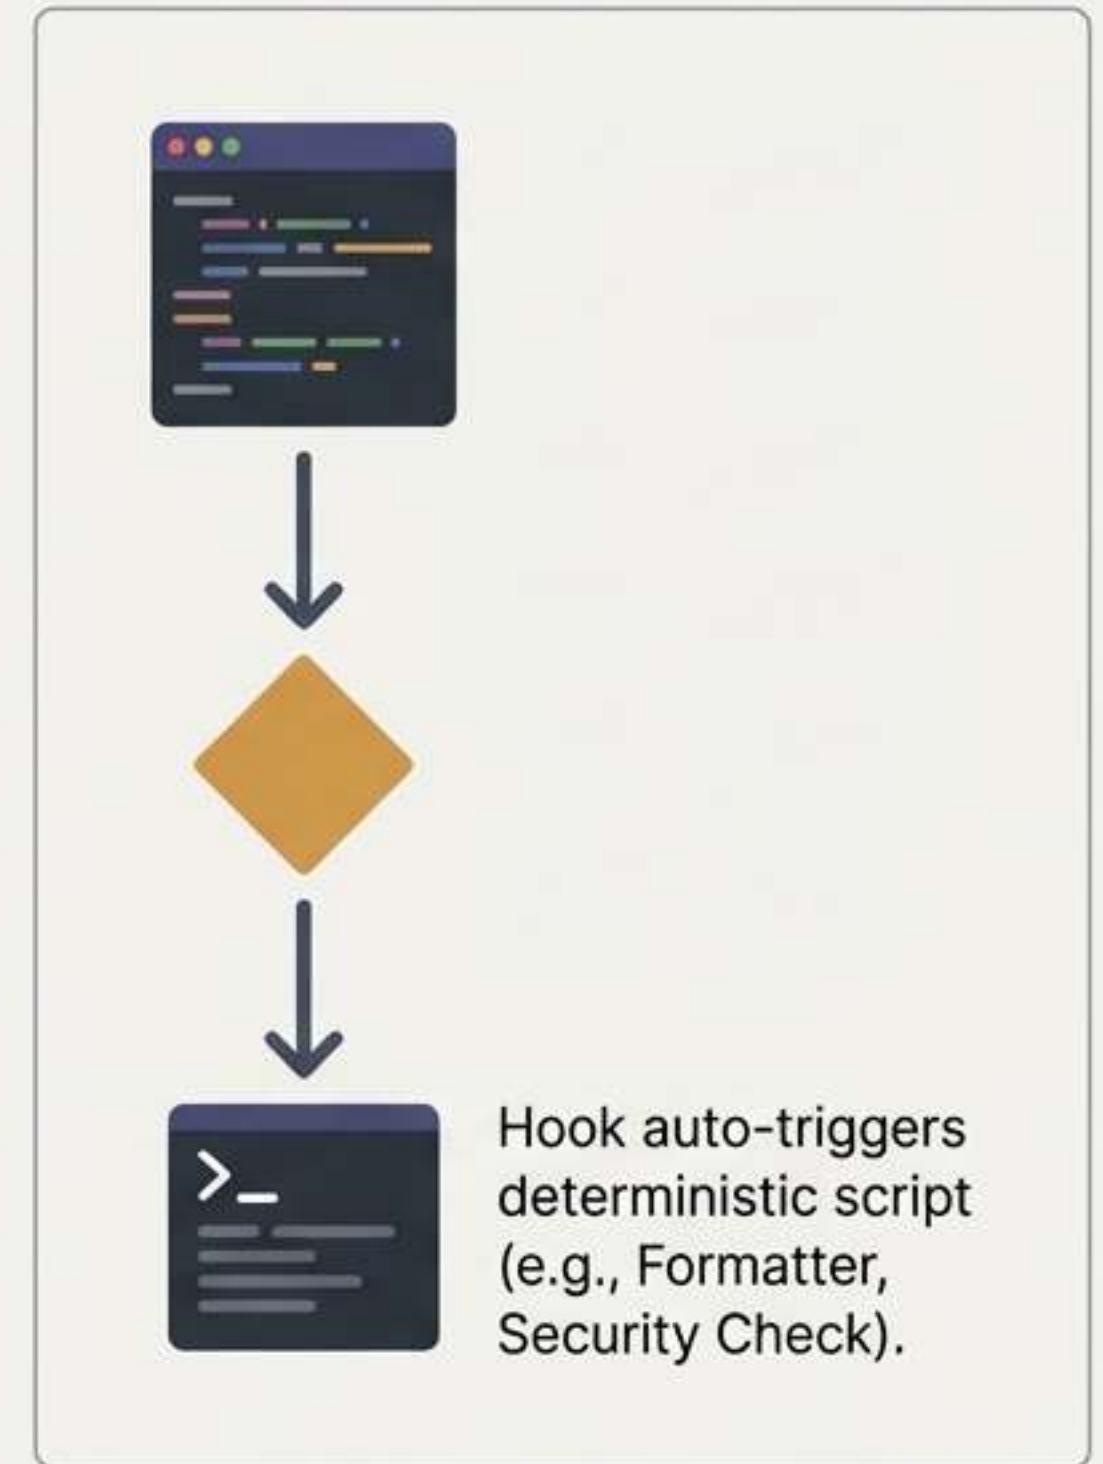 Hook auto-triggers
deterministic script
(e.g., Formatter,
Security Check).